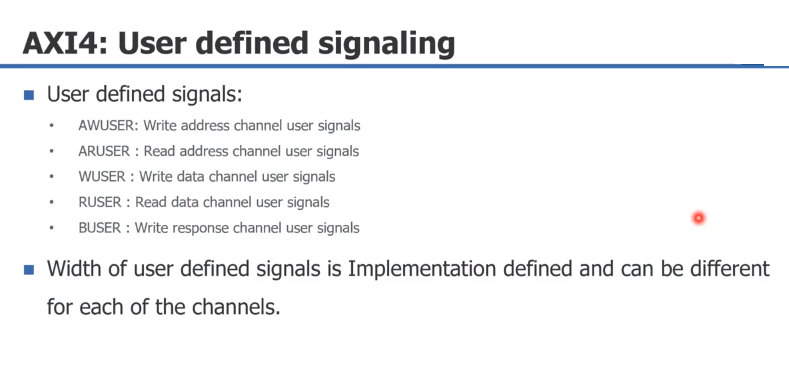 AXI4: User defined signaling
User defined signals:
AWUSER: Write address channel user signals
ARUSER : Read address channel user signals
WUSER : Write data channel user signals
RUSER : Read data channel user signals
BUSER : Write response channel user signals
Width of user defined signals is Implementation defined and can be different
for each of the channels.